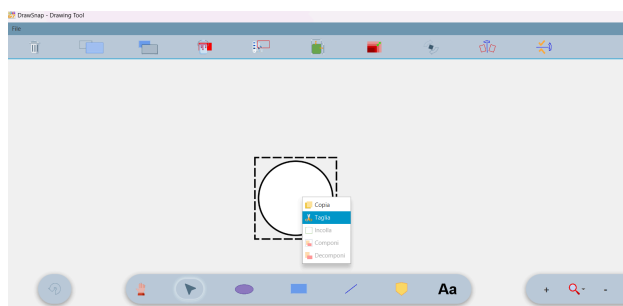 DrawSnap - Drawing Tool
File
Copia
Taglia
Incolla
Componi
Decomponi
Aa
+ -